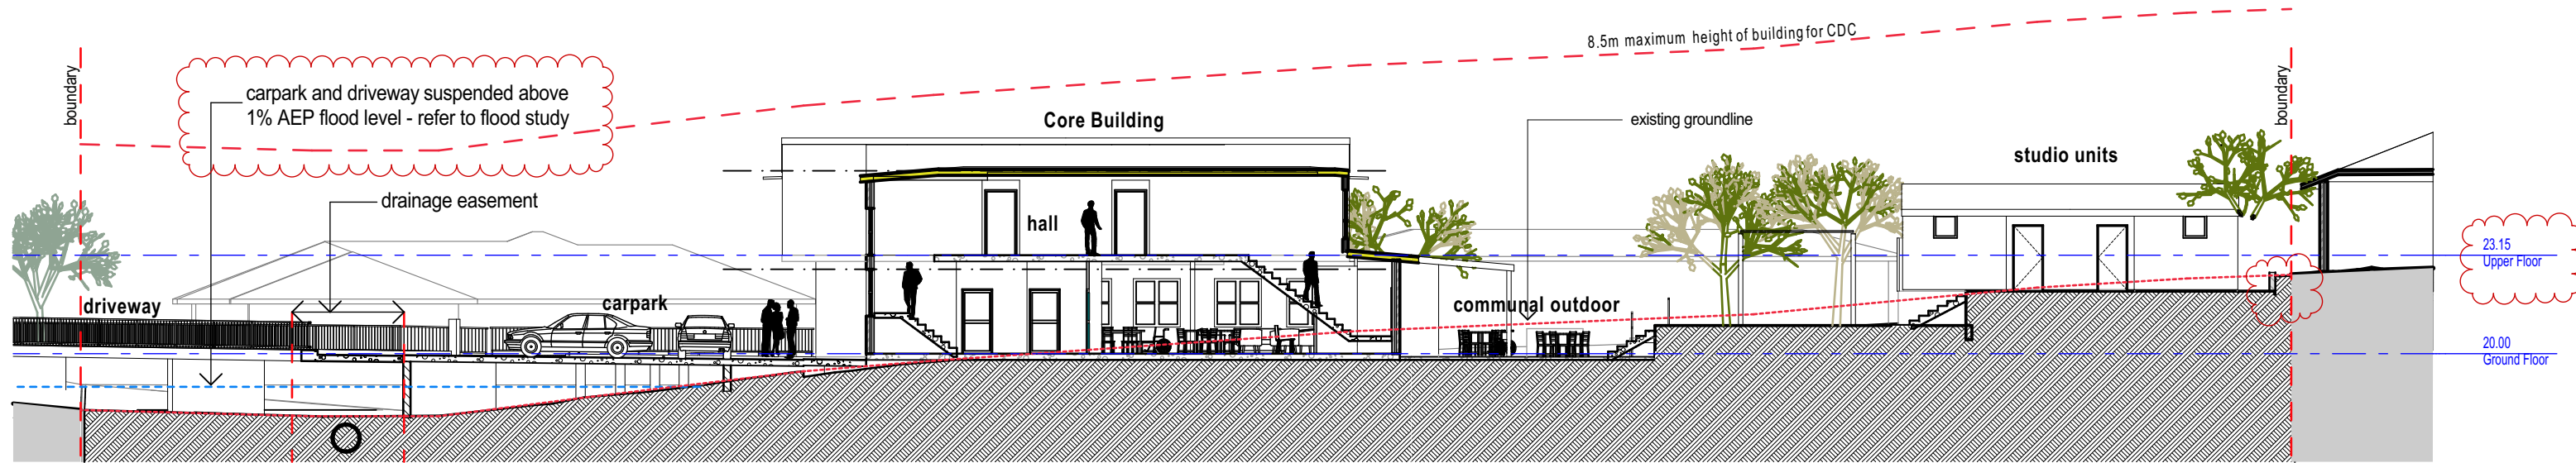 8.5m maximum height of building for CDC
boundary
carpark and driveway suspended above
1% AEP flood level - refer to flood study
boundary
Core Building
existing groundline
studio units
drainage easement
hall
23.15
Upper Floor
driveway
carpark
communal outdoor
20.00
Ground Floor